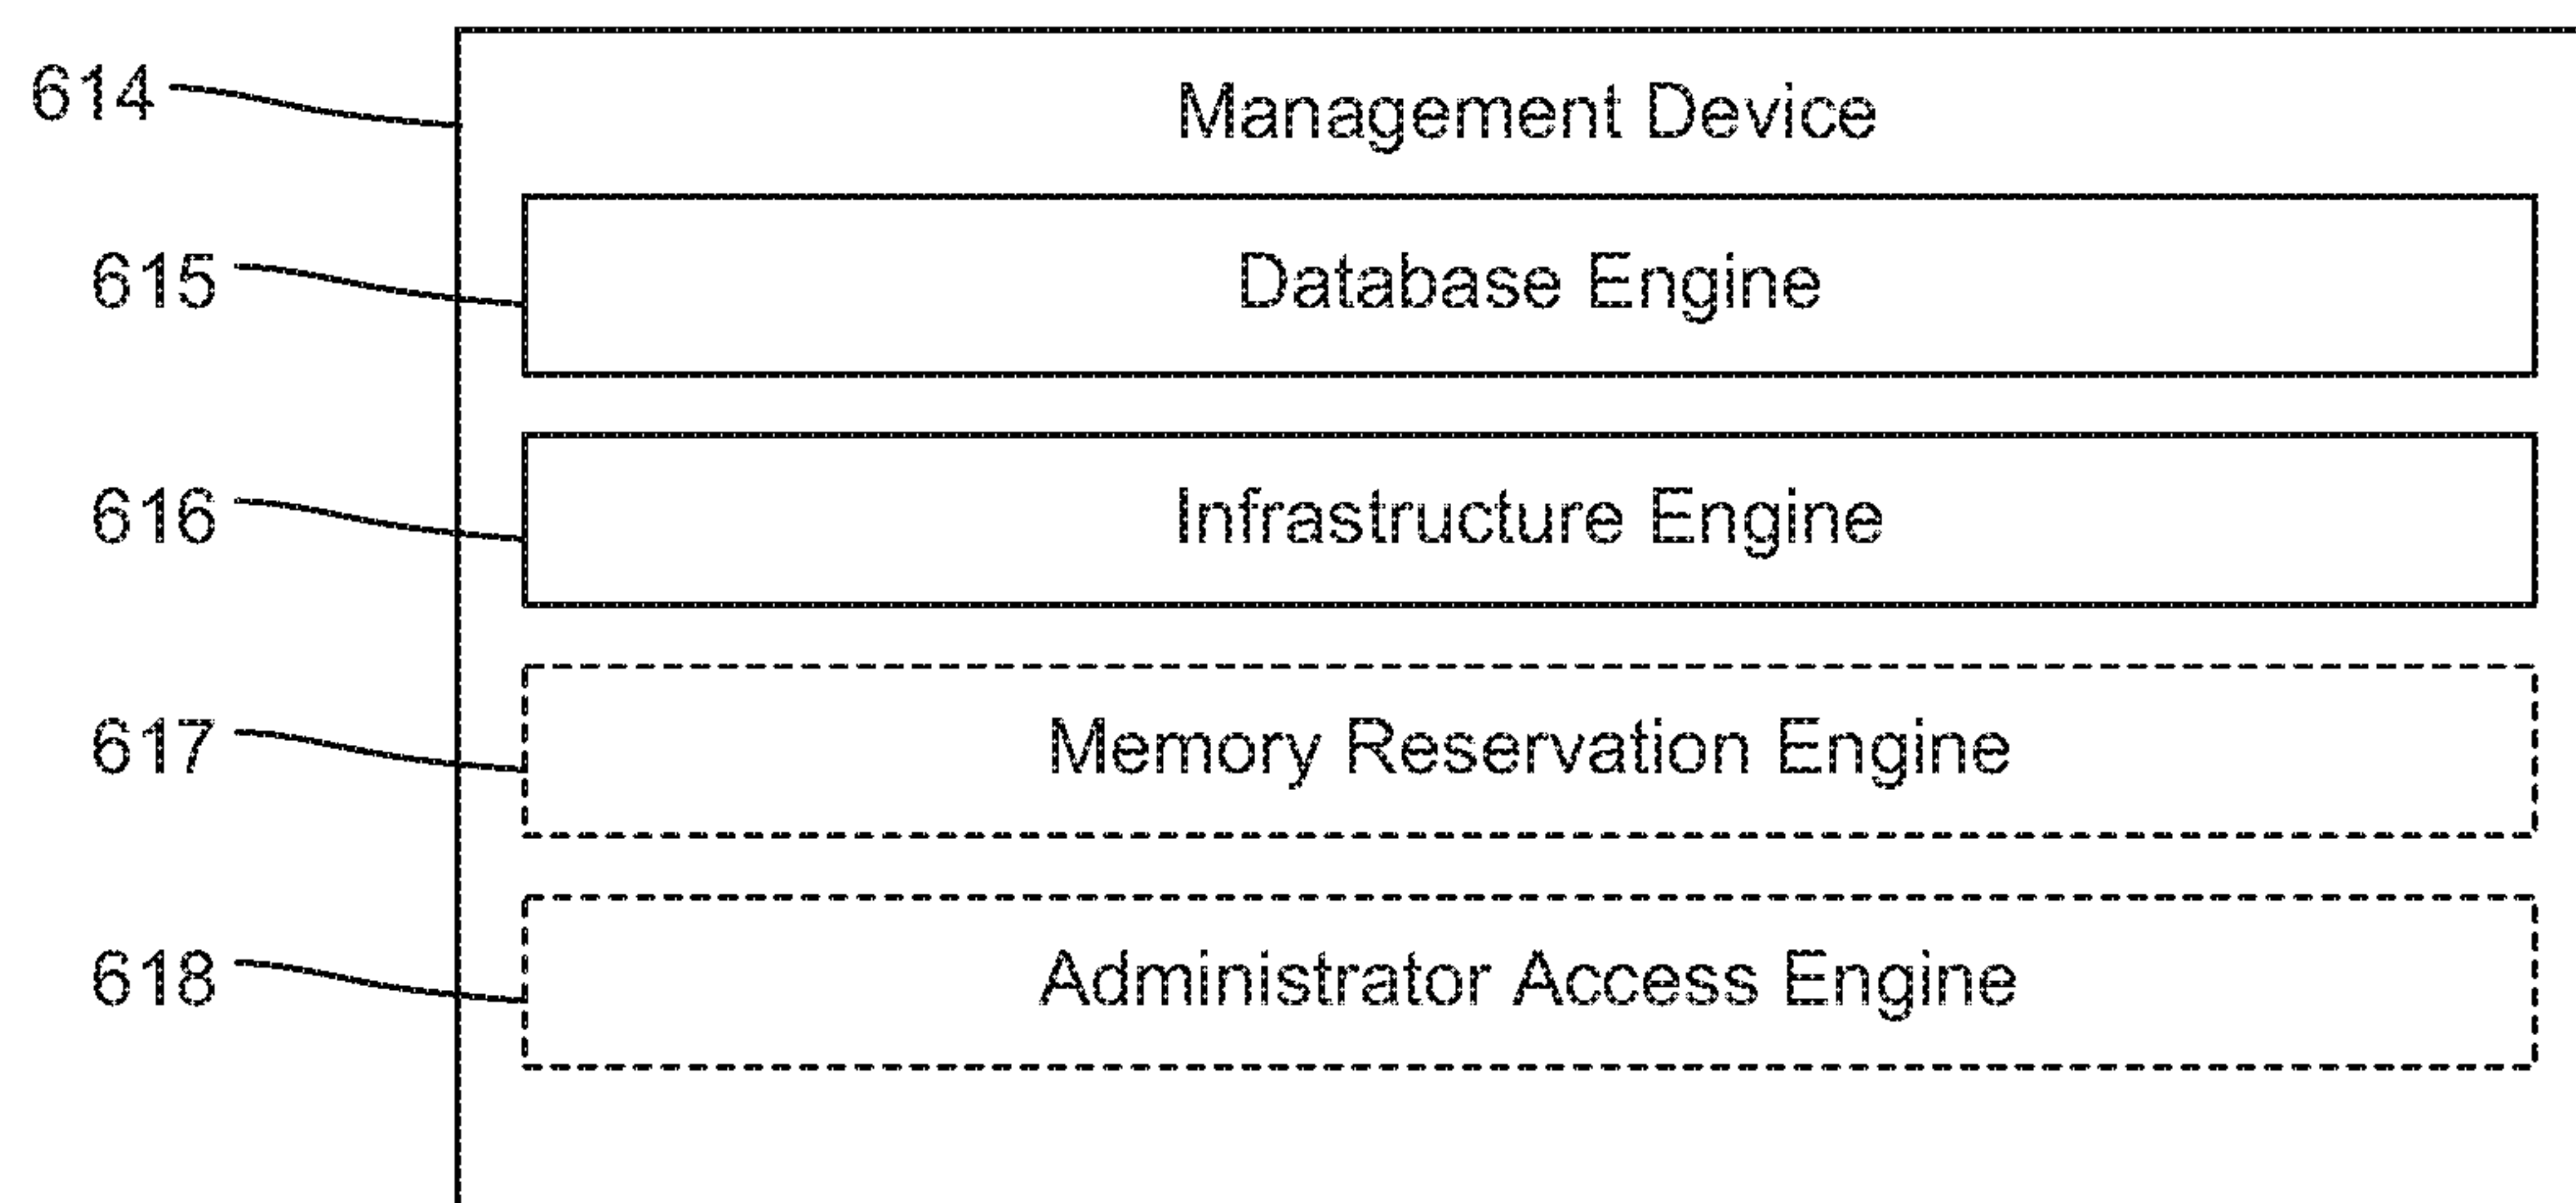 614 Management Device
615 Database Engine
616 Infrastructure Engine
617 Memory Reservation Engine
618 Administrator Access Engine